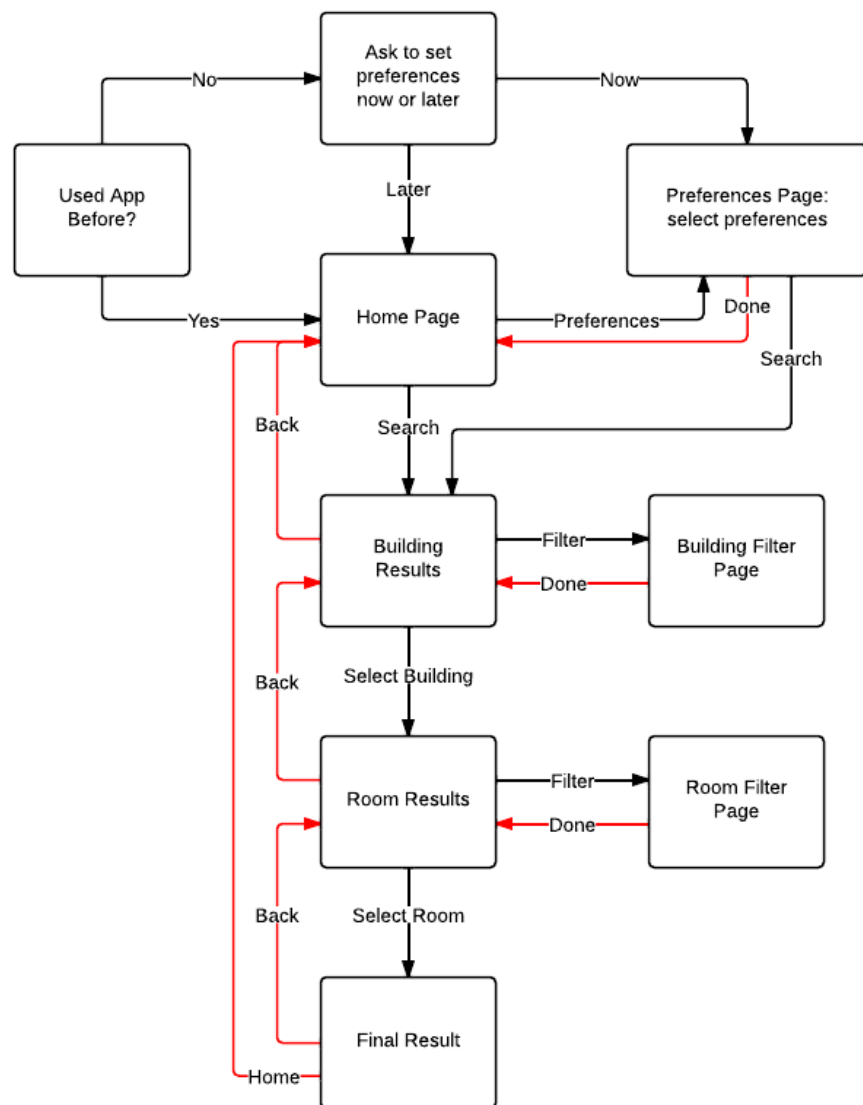 Ask to set
preferences
now or later
No
Now
Used App
Before?
Later
Preferences Page:
select preferences
Yes
Home Page
Preferences
Done
Search
Back
Search
Building
Results
Filter
Done
Building Filter
Page
Back
Select Building
Room Results
Filter
Done
Room Filter
Page
Back
Select Room
Final Result
Home